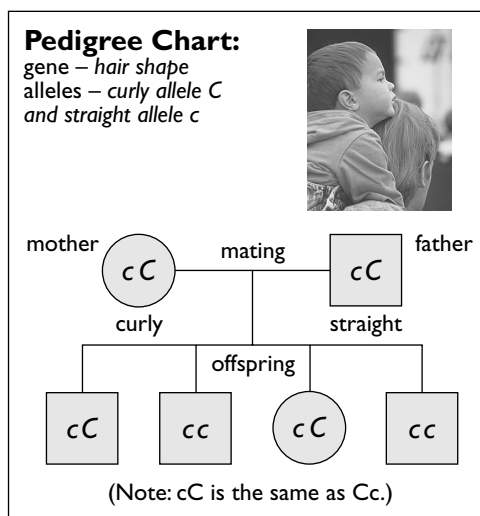 Pedigree Chart:
gene – hair shape
alleles – curly allele C
and straight allele c
mother mating father
cC cC
curly straight
offspring
cC cc cC cc
(Note: cC is the same as Cc.)